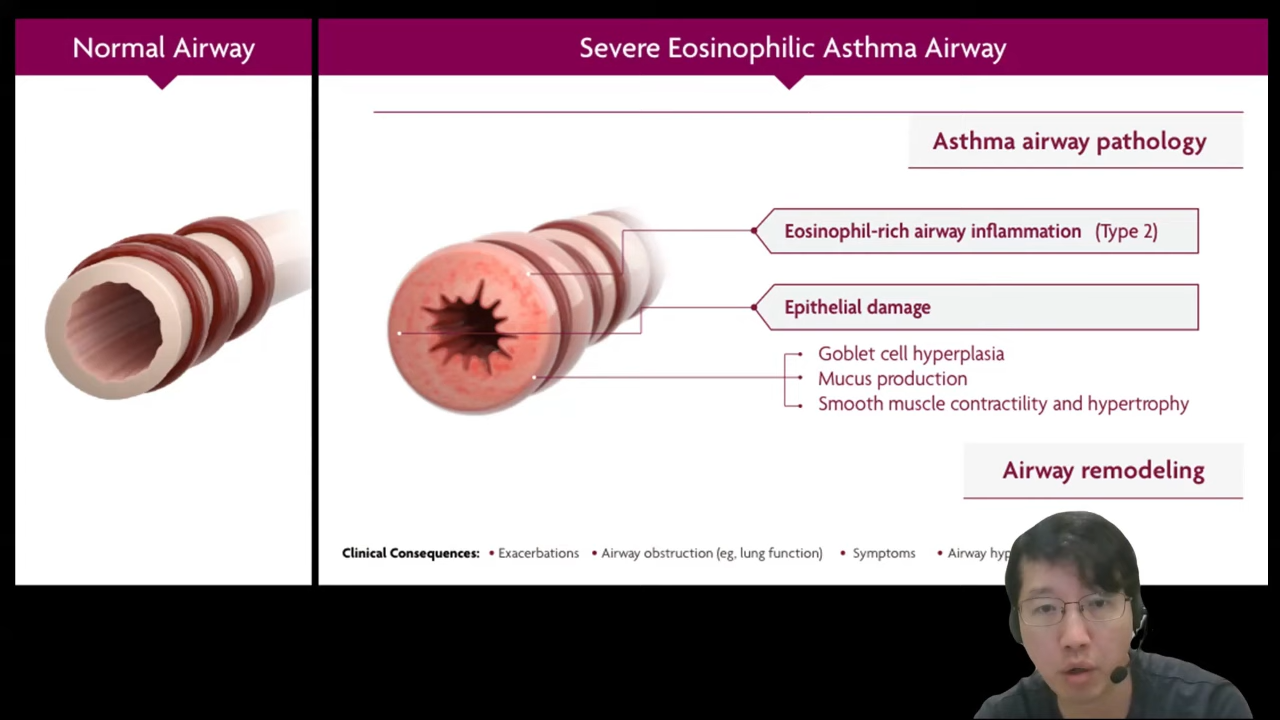 Normal Airway
Severe Eosinophilic Asthma Airway
Asthma airway pathology
Eosinophil-rich airway inflammation (Type 2)
Epithelial damage
Goblet cell hyperplasia
Mucus production
Smooth muscle contractility and hypertrophy
Airway remodeling
Clinical Consequences: • Exacerbations • Airway obstruction (eg, lung function) • Symptoms • Airway